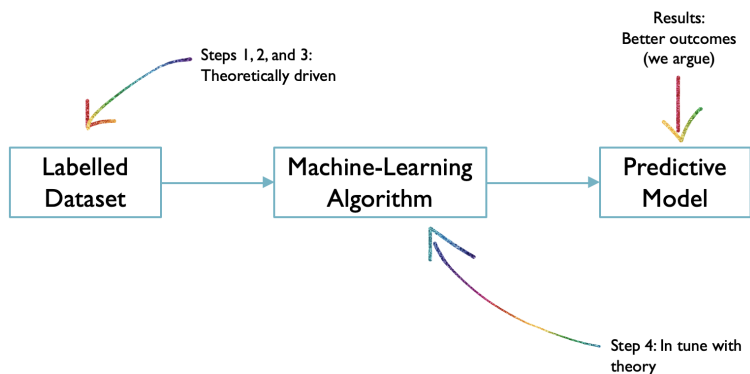 Results:
Better outcomes
(we argue)
Steps 1, 2, and 3:
Theoretically driven
Labelled
Dataset
Machine-Learning
Algorithm
Predictive
Model
Step 4: In tune with
theory